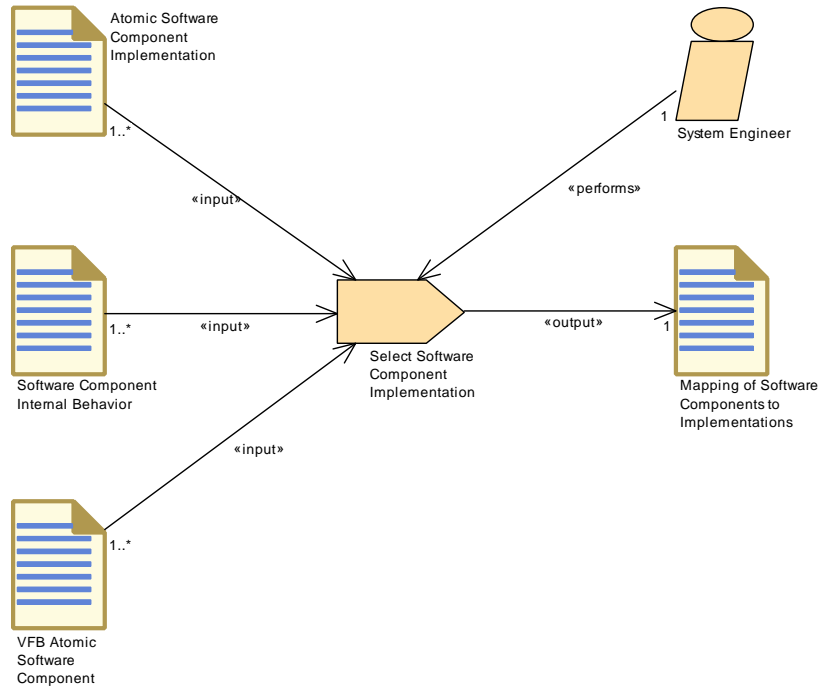 Atomic Software
Component
Implementation
1..*
«input»
1
System Engineer
«performs»
1..*
«input»
Software Component
Internal Behavior
Select Software
Component
Implementation
«output»
1
Mapping of Software
Components to
Implementations
«input»
1..*
VFB Atomic
Software
Component